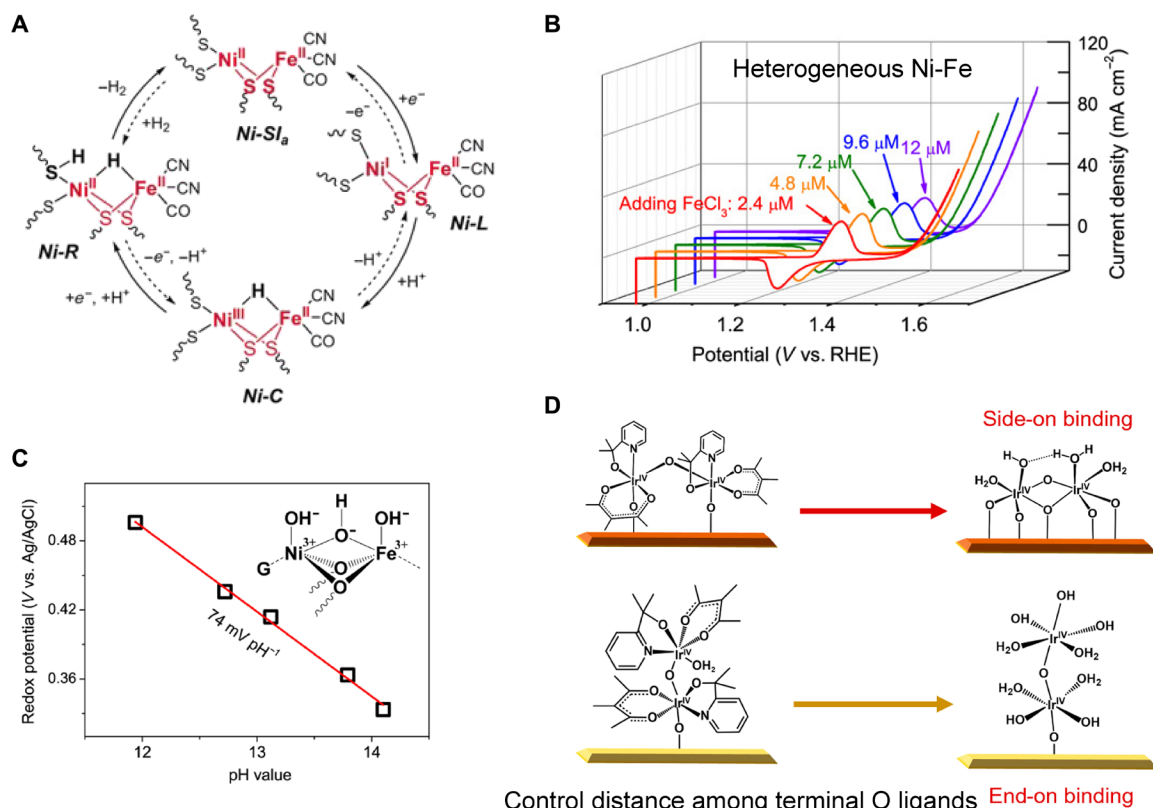 A
S
Ni^II
S
Fe^II
CN
CN
CO
S
S
Ni-SI_a
–H₂
+H₂
–e⁻
+e⁻
S
H
H
S
Ni^II
S
Fe^II
CN
CN
CO
S
S
Ni-R
S
Ni^I
S
Fe^II
CN
CN
CO
S
S
Ni-L
–e⁻, –H⁺
+e⁻, +H⁺
–H⁺
+H⁺
S
H
S
Ni^III
Fe^II
CN
CN
CO
S
S
Ni-C
B
Heterogeneous Ni-Fe
120
80
40
0
Current density (mA cm⁻²)
9.6 μM
12 μM
7.2 μM
4.8 μM
Adding FeCl₃: 2.4 μM
1.0
1.2
1.4
1.6
Potential (V vs. RHE)
C
0.48
0.42
0.36
Redox potential (V vs. Ag/AgCl)
74 mV pH⁻¹
H
OH⁻
O⁻
OH⁻
Ni³⁺
Fe³⁺
G
O
O
12
13
14
pH value
D
Side-on binding
N
O
O
N
O
Ir^IV
Ir^IV
O
O
O
O
O
O
H
H
H
H
O
O
H₂O
OH₂
Ir^IV
O
Ir^IV
O
O
O
O
O
O
O
O
O
N
Ir^IV
OH₂
O
O
O
Ir^IV
O
N
O
OH
OH
OH
Ir^IV
H₂O
OH₂
O
OH₂
H₂O
Ir^IV
HO
OH
O
Control distance among terminal O ligands
End-on binding